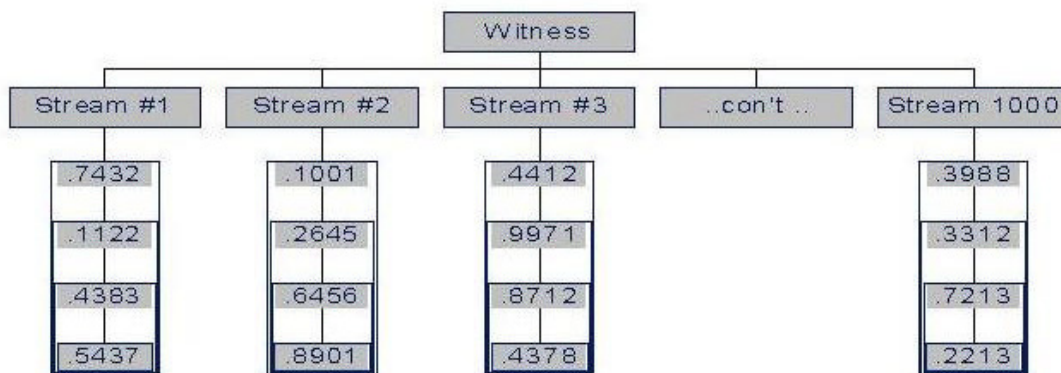 Witness
Stream #1 Stream #2 Stream #3 ..con't .. Stream 1000
.7432 .1001 .4412 .3988
.1122 .2645 .9971 .3312
.4383 .6456 .8712 .7213
.5437 .8901 .4378 .2213